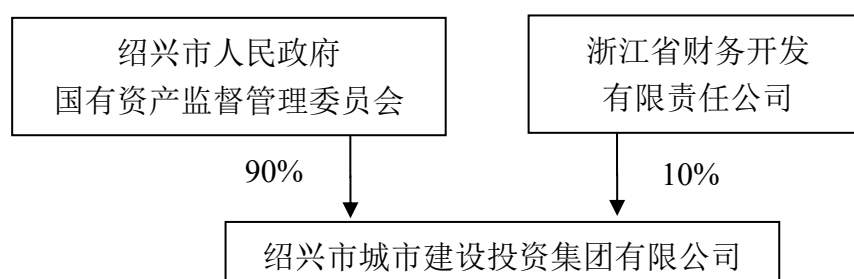 绍兴市人民政府
国有资产监督管理委员会
浙江省财务开发
有限责任公司
90%
10%
绍兴市城市建设投资集团有限公司